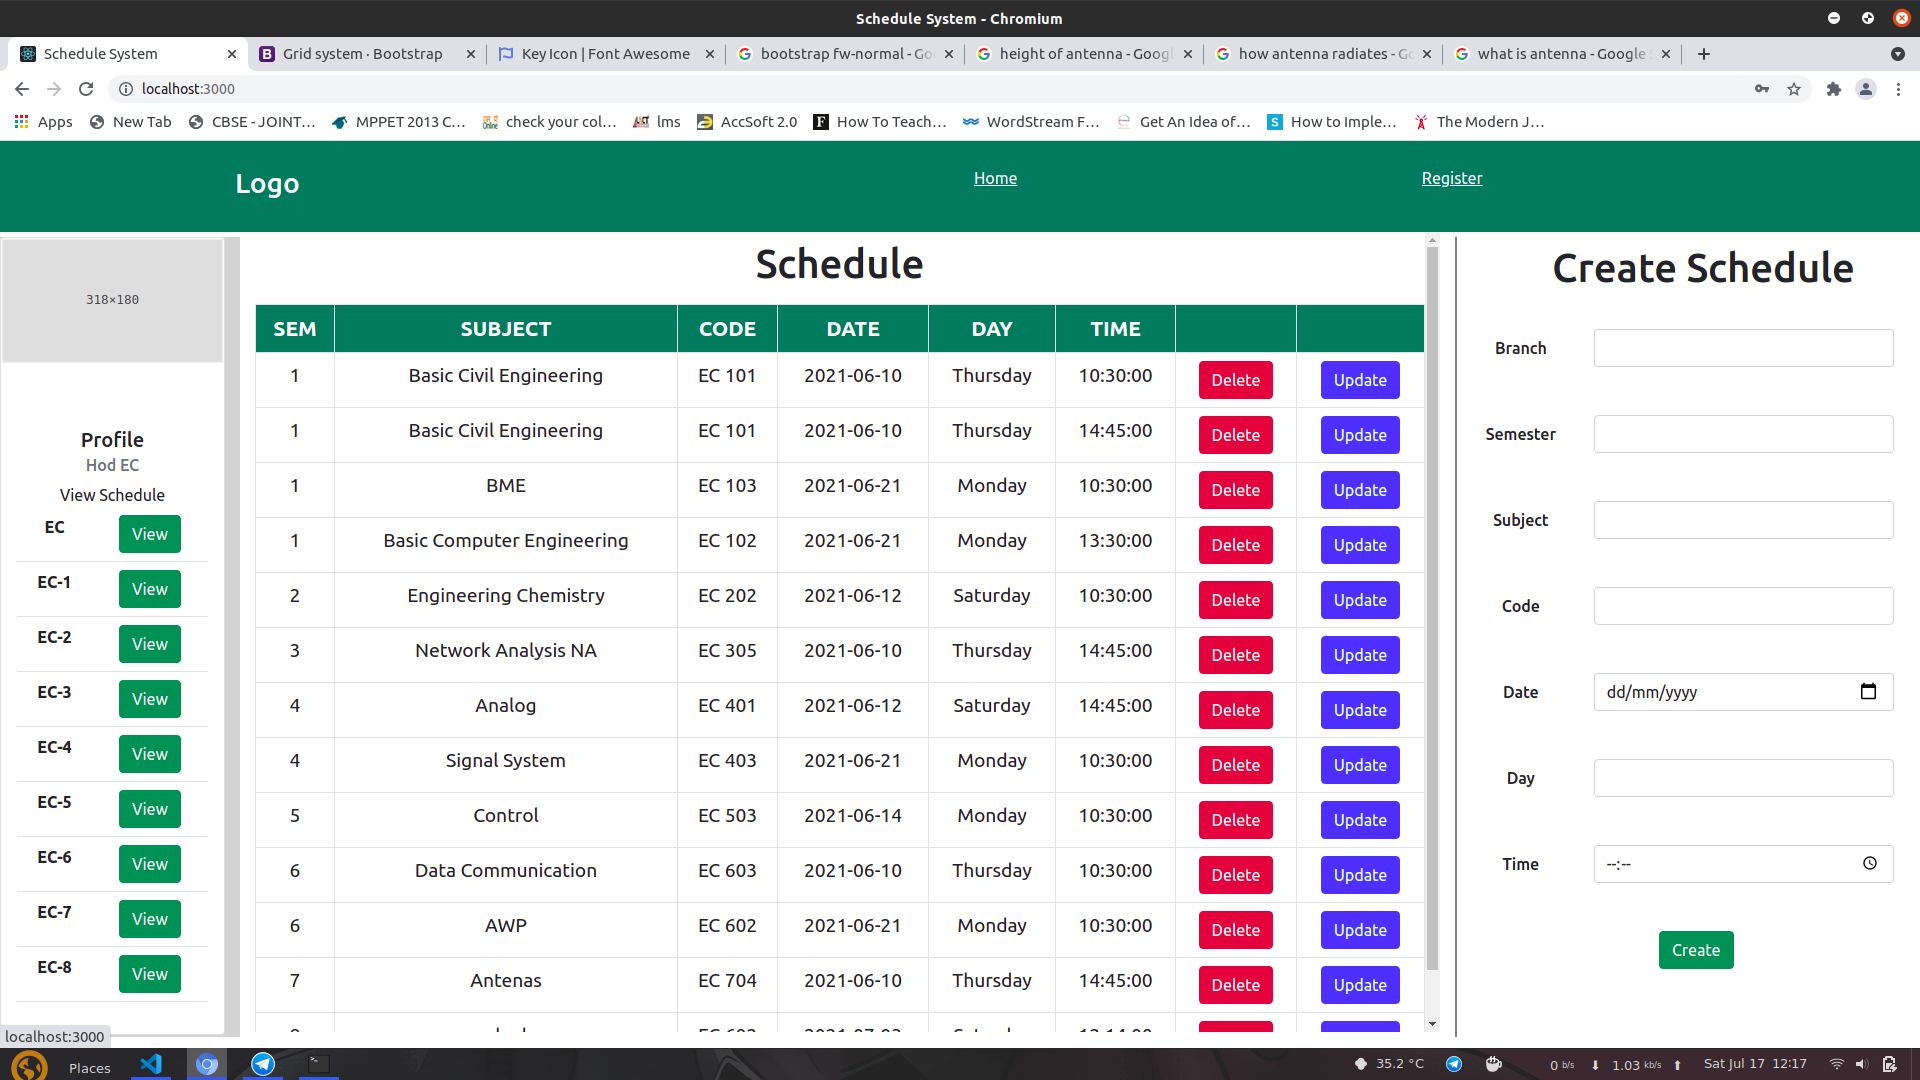 Schedule System - Chromium
Schedule System
Grid system · Bootstrap
Key Icon | Font Awesome
bootstrap fw-normal - Go
height of antenna - Googl
how antenna radiates - Go
what is antenna - Google S
localhost:3000
Apps
New Tab
CBSE - JOINT…
MPPET 2013 C…
check your col…
lms
AccSoft 2.0
How To Teach…
WordStream F…
Get An Idea of…
How to Imple…
The Modern J…
Logo
Home
Register
318×180
Profile
Hod EC
View Schedule
EC View
EC-1 View
EC-2 View
EC-3 View
EC-4 View
EC-5 View
EC-6 View
EC-7 View
EC-8 View
Schedule
SEM SUBJECT CODE DATE DAY TIME
1 Basic Civil Engineering EC 101 2021-06-10 Thursday 10:30:00 Delete Update
1 Basic Civil Engineering EC 101 2021-06-10 Thursday 14:45:00 Delete Update
1 BME EC 103 2021-06-21 Monday 10:30:00 Delete Update
1 Basic Computer Engineering EC 102 2021-06-21 Monday 13:30:00 Delete Update
2 Engineering Chemistry EC 202 2021-06-12 Saturday 10:30:00 Delete Update
3 Network Analysis NA EC 305 2021-06-10 Thursday 14:45:00 Delete Update
4 Analog EC 401 2021-06-12 Saturday 14:45:00 Delete Update
4 Signal System EC 403 2021-06-21 Monday 10:30:00 Delete Update
5 Control EC 503 2021-06-14 Monday 10:30:00 Delete Update
6 Data Communication EC 603 2021-06-10 Thursday 10:30:00 Delete Update
6 AWP EC 602 2021-06-21 Monday 10:30:00 Delete Update
7 Antenas EC 704 2021-06-10 Thursday 14:45:00 Delete Update
Create Schedule
Branch
Semester
Subject
Code
Date dd/mm/yyyy
Day
Time --:--
Create
localhost:3000
Places
35.2 °C
0 b/s
1.03 kb/s
Sat Jul 17 12:17